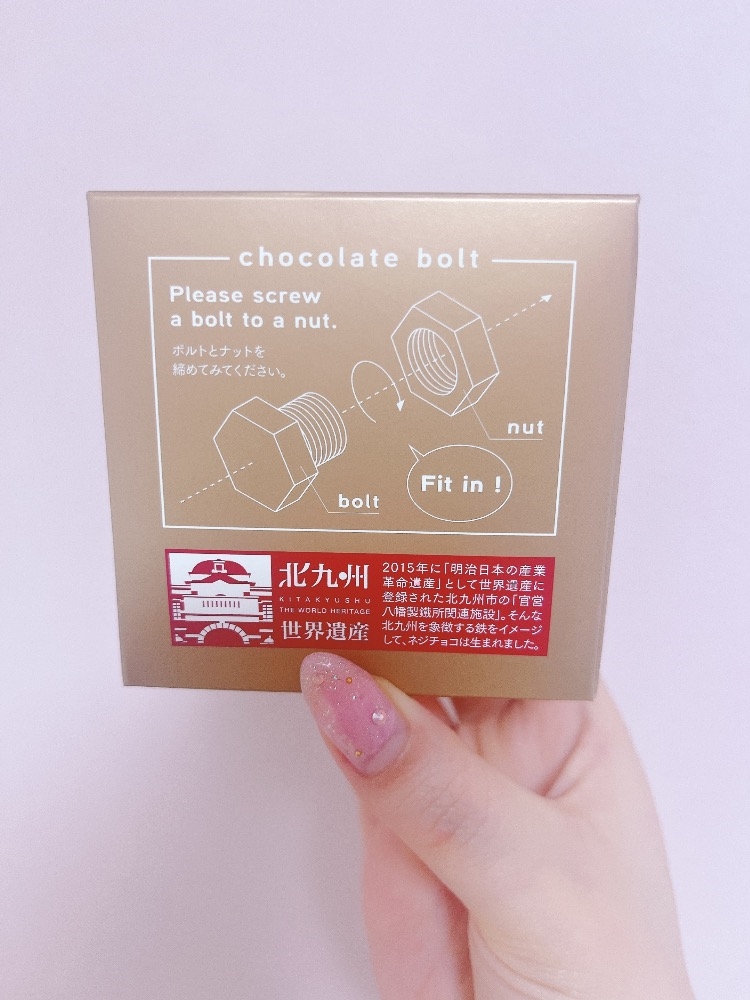 chocolate bolt
Please screw
a bolt to a nut.
ボルトとナットを
締めてみてください。
nut
Fit in !
bolt
北九州
KITAKYUSHU
THE WORLD HERITAGE
世界遺産
2015年に「明治日本の産業
革命遺産」として世界遺産に
登録された北九州市の「官営
八幡製鐵所関連施設」。そんな
北九州を象徴する鉄をイメージ
して、ネジチョコは生まれました。